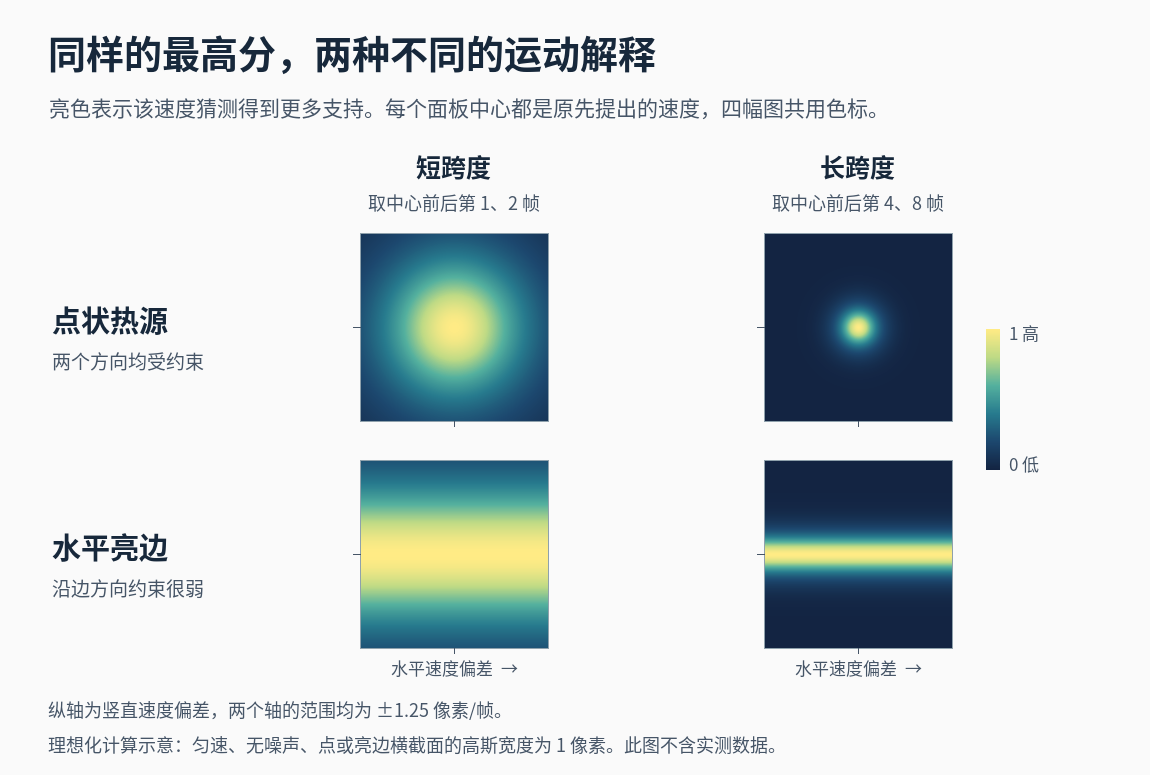 同样的最高分，两种不同的运动解释
亮色表示该速度猜测得到更多支持。每个面板中心都是原先提出的速度，四幅图共用色标。
短跨度
长跨度
取中心前后第 1、2 帧
取中心前后第 4、8 帧
点状热源
两个方向均受约束
1 高
0 低
水平亮边
沿边方向约束很弱
水平速度偏差 →
水平速度偏差 →
纵轴为竖直速度偏差，两个轴的范围均为 ±1.25 像素/帧。
理想化计算示意：匀速、无噪声、点或亮边横截面的高斯宽度为 1 像素。此图不含实测数据。